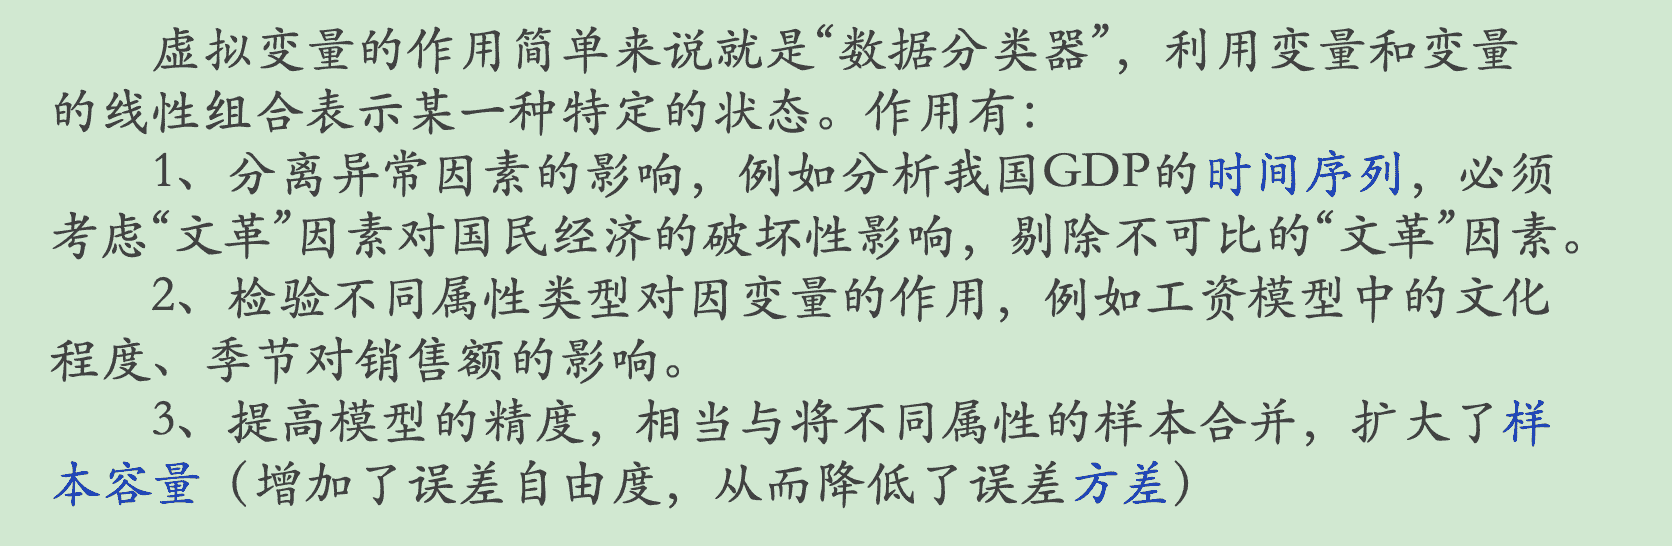 虚拟变量的作用简单来说就是“数据分类器”，利用变量和变量
的线性组合表示某一种特定的状态。作用有：
1、分离异常因素的影响，例如分析我国GDP的时间序列，必须
考虑“文革”因素对国民经济的破坏性影响，剔除不可比的“文革”因素。
2、检验不同属性类型对因变量的作用，例如工资模型中的文化
程度、季节对销售额的影响。
3、提高模型的精度，相当与将不同属性的样本合并，扩大了样
本容量（增加了误差自由度，从而降低了误差方差）